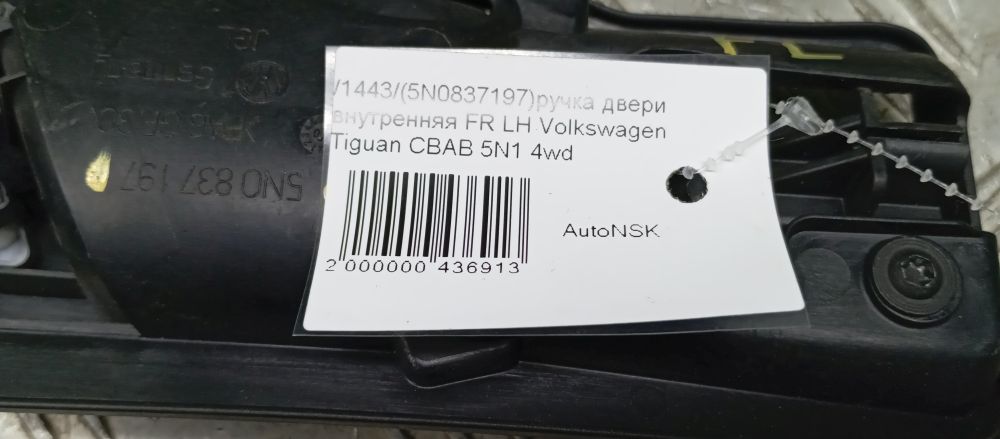 /1443/(5N0837197)ручка двери
внутренняя FR LH Volkswagen
Tiguan CBAB 5N1 4wd
2 000000 436913
AutoNSK
5N0 837 197